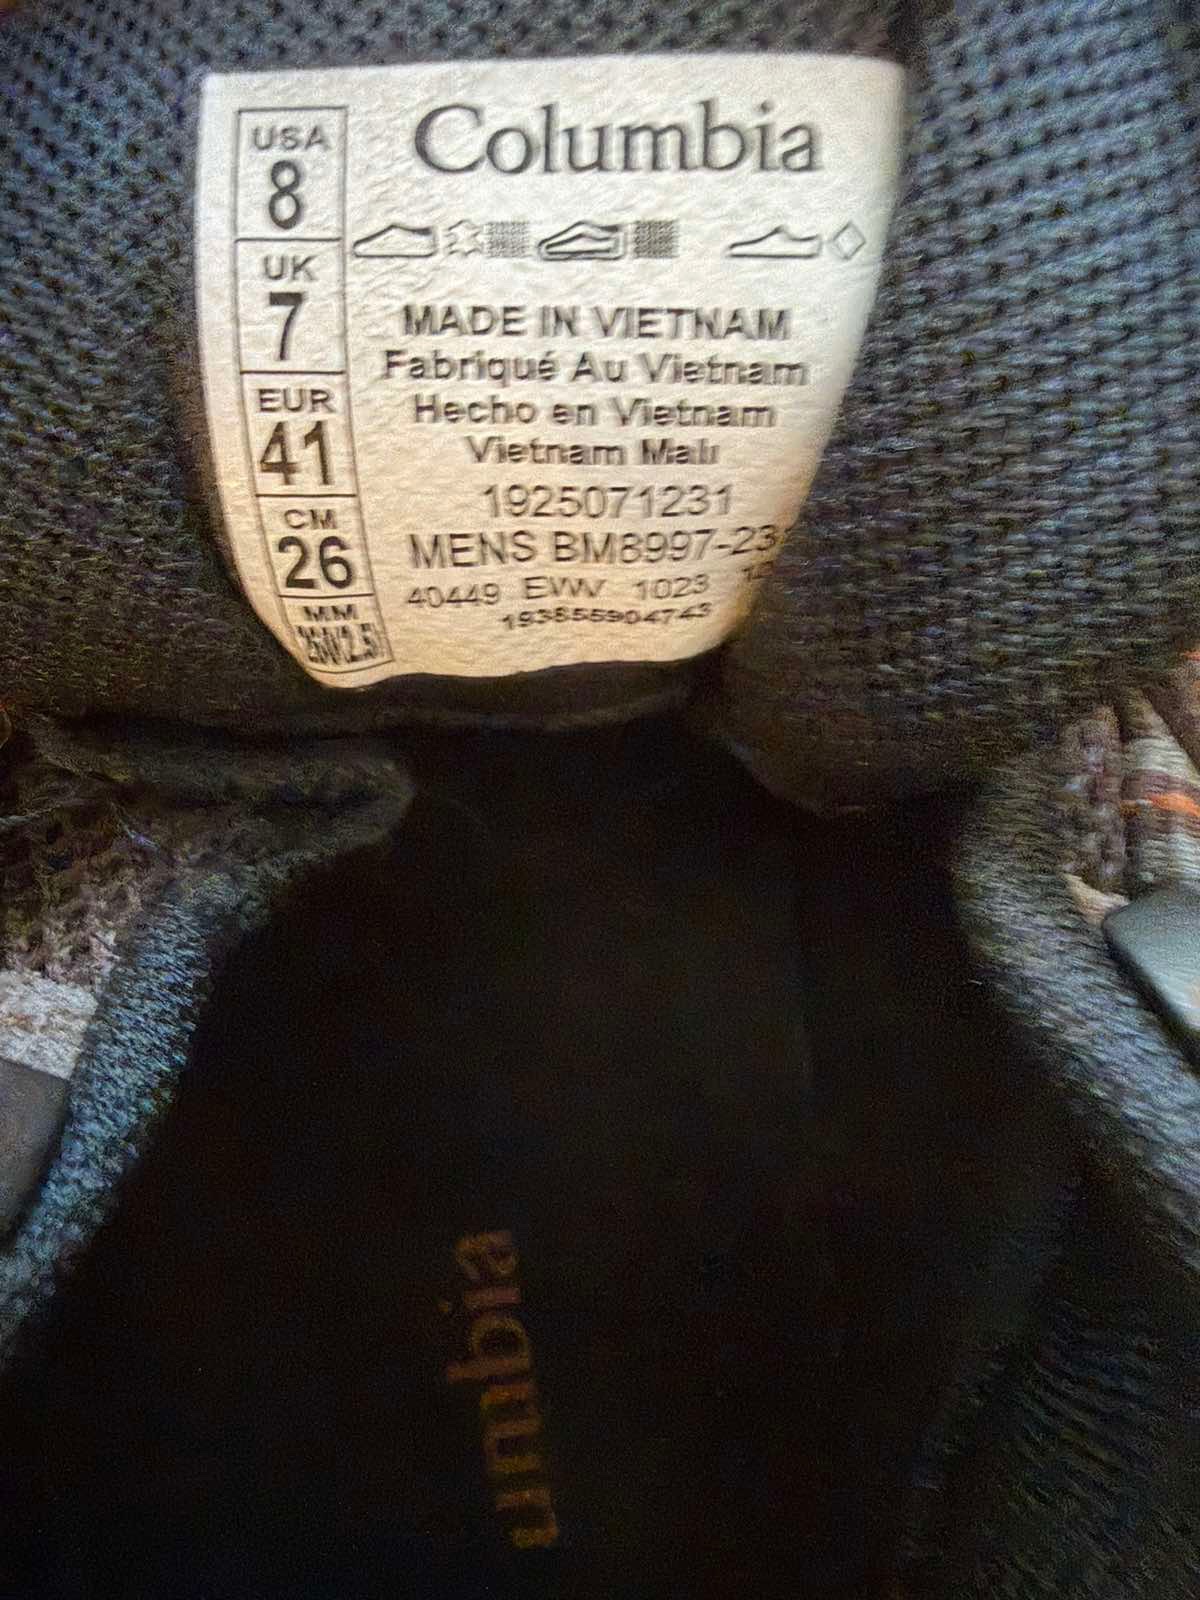 Columbia
USA
8
UK
7
EUR
41
CM
26
MM
MADE IN VIETNAM
Fabriqué Au Vietnam
Hecho en Vietnam
Vietnam Malı
1925071231
MENS BM8997-23
40449 EVW 1023
193855904743
umbia